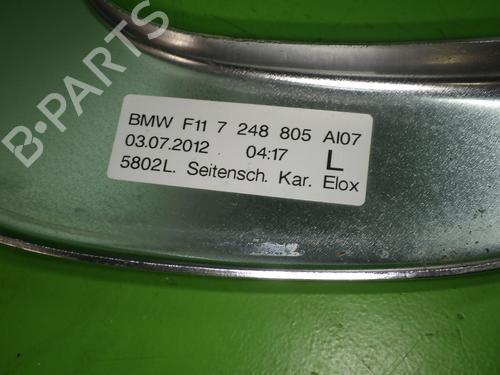 B-PARTS
BMW F11 7 248 805 AI07
03.07.2012 04:17 L
5802L. Seitensch. Kar. Elox